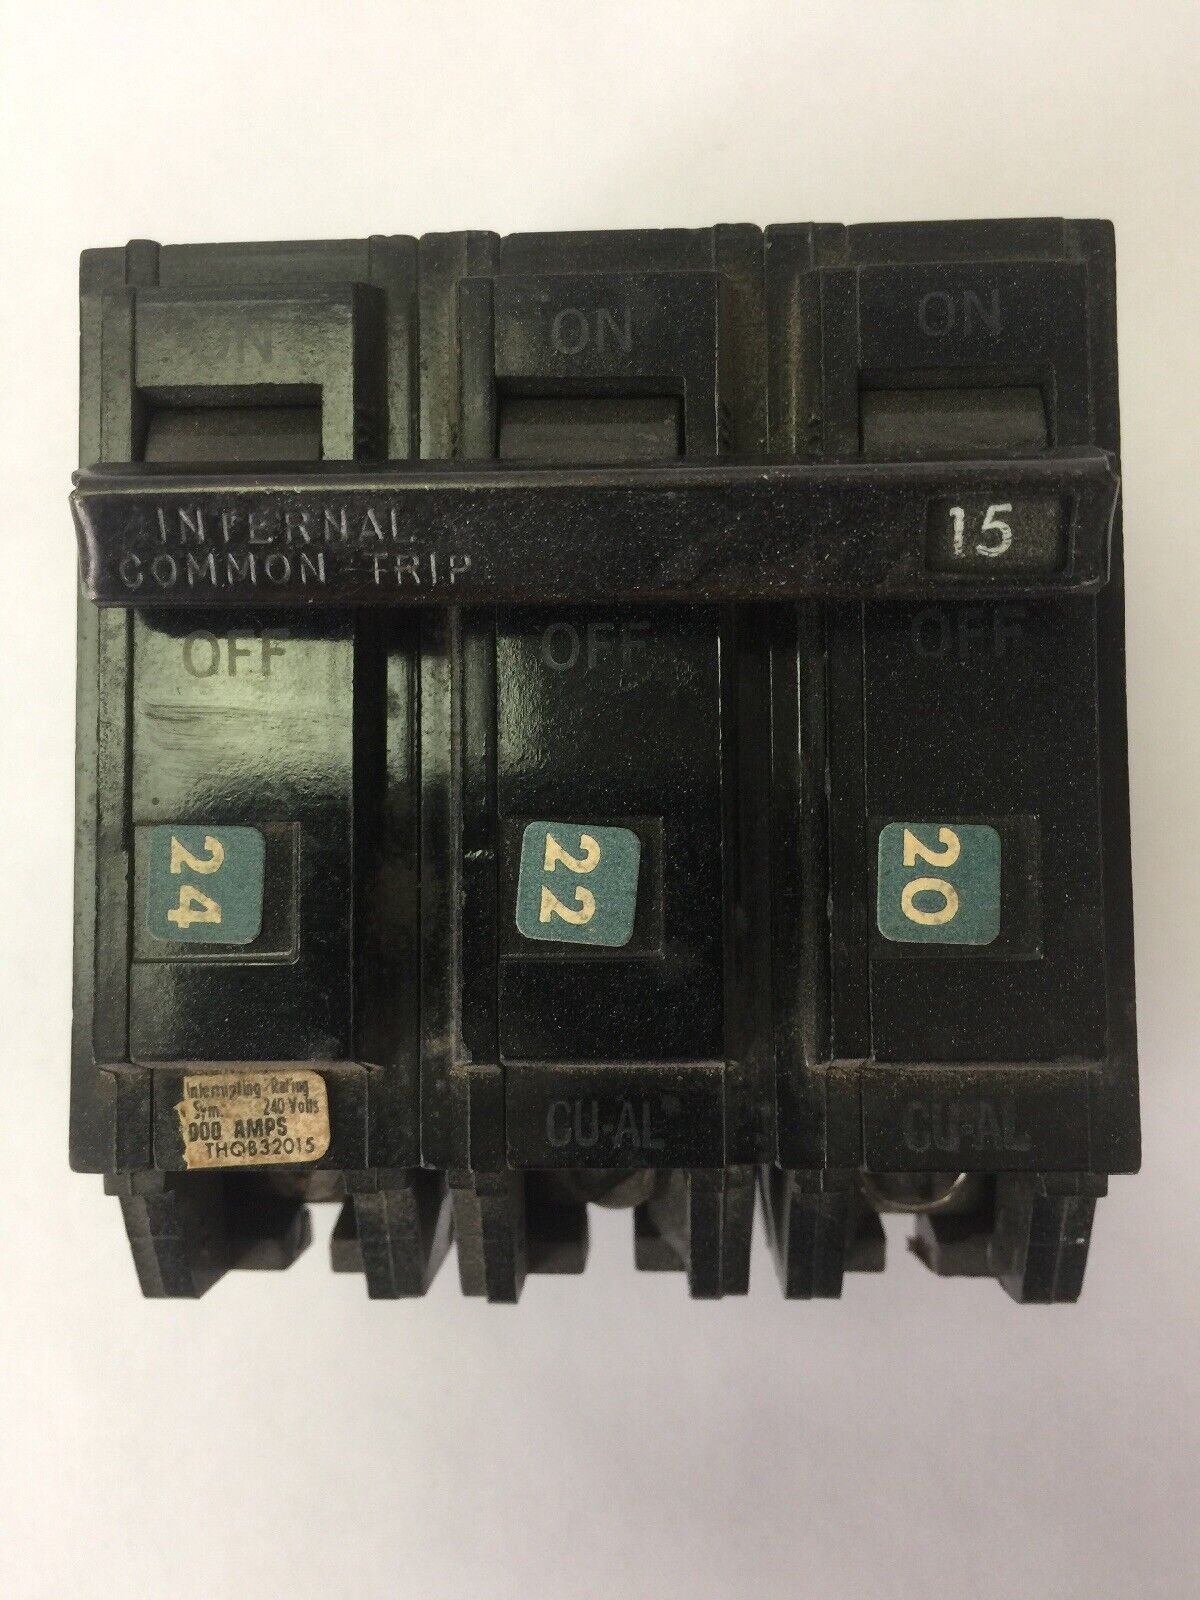 ON ON ON
INTERNAL 15
COMMON TRIP
OFF OFF OFF
24 22 20
Interrupting Rating
Sym. 240 Volts
000 AMPS
THQB32015
CU-AL CU-AL